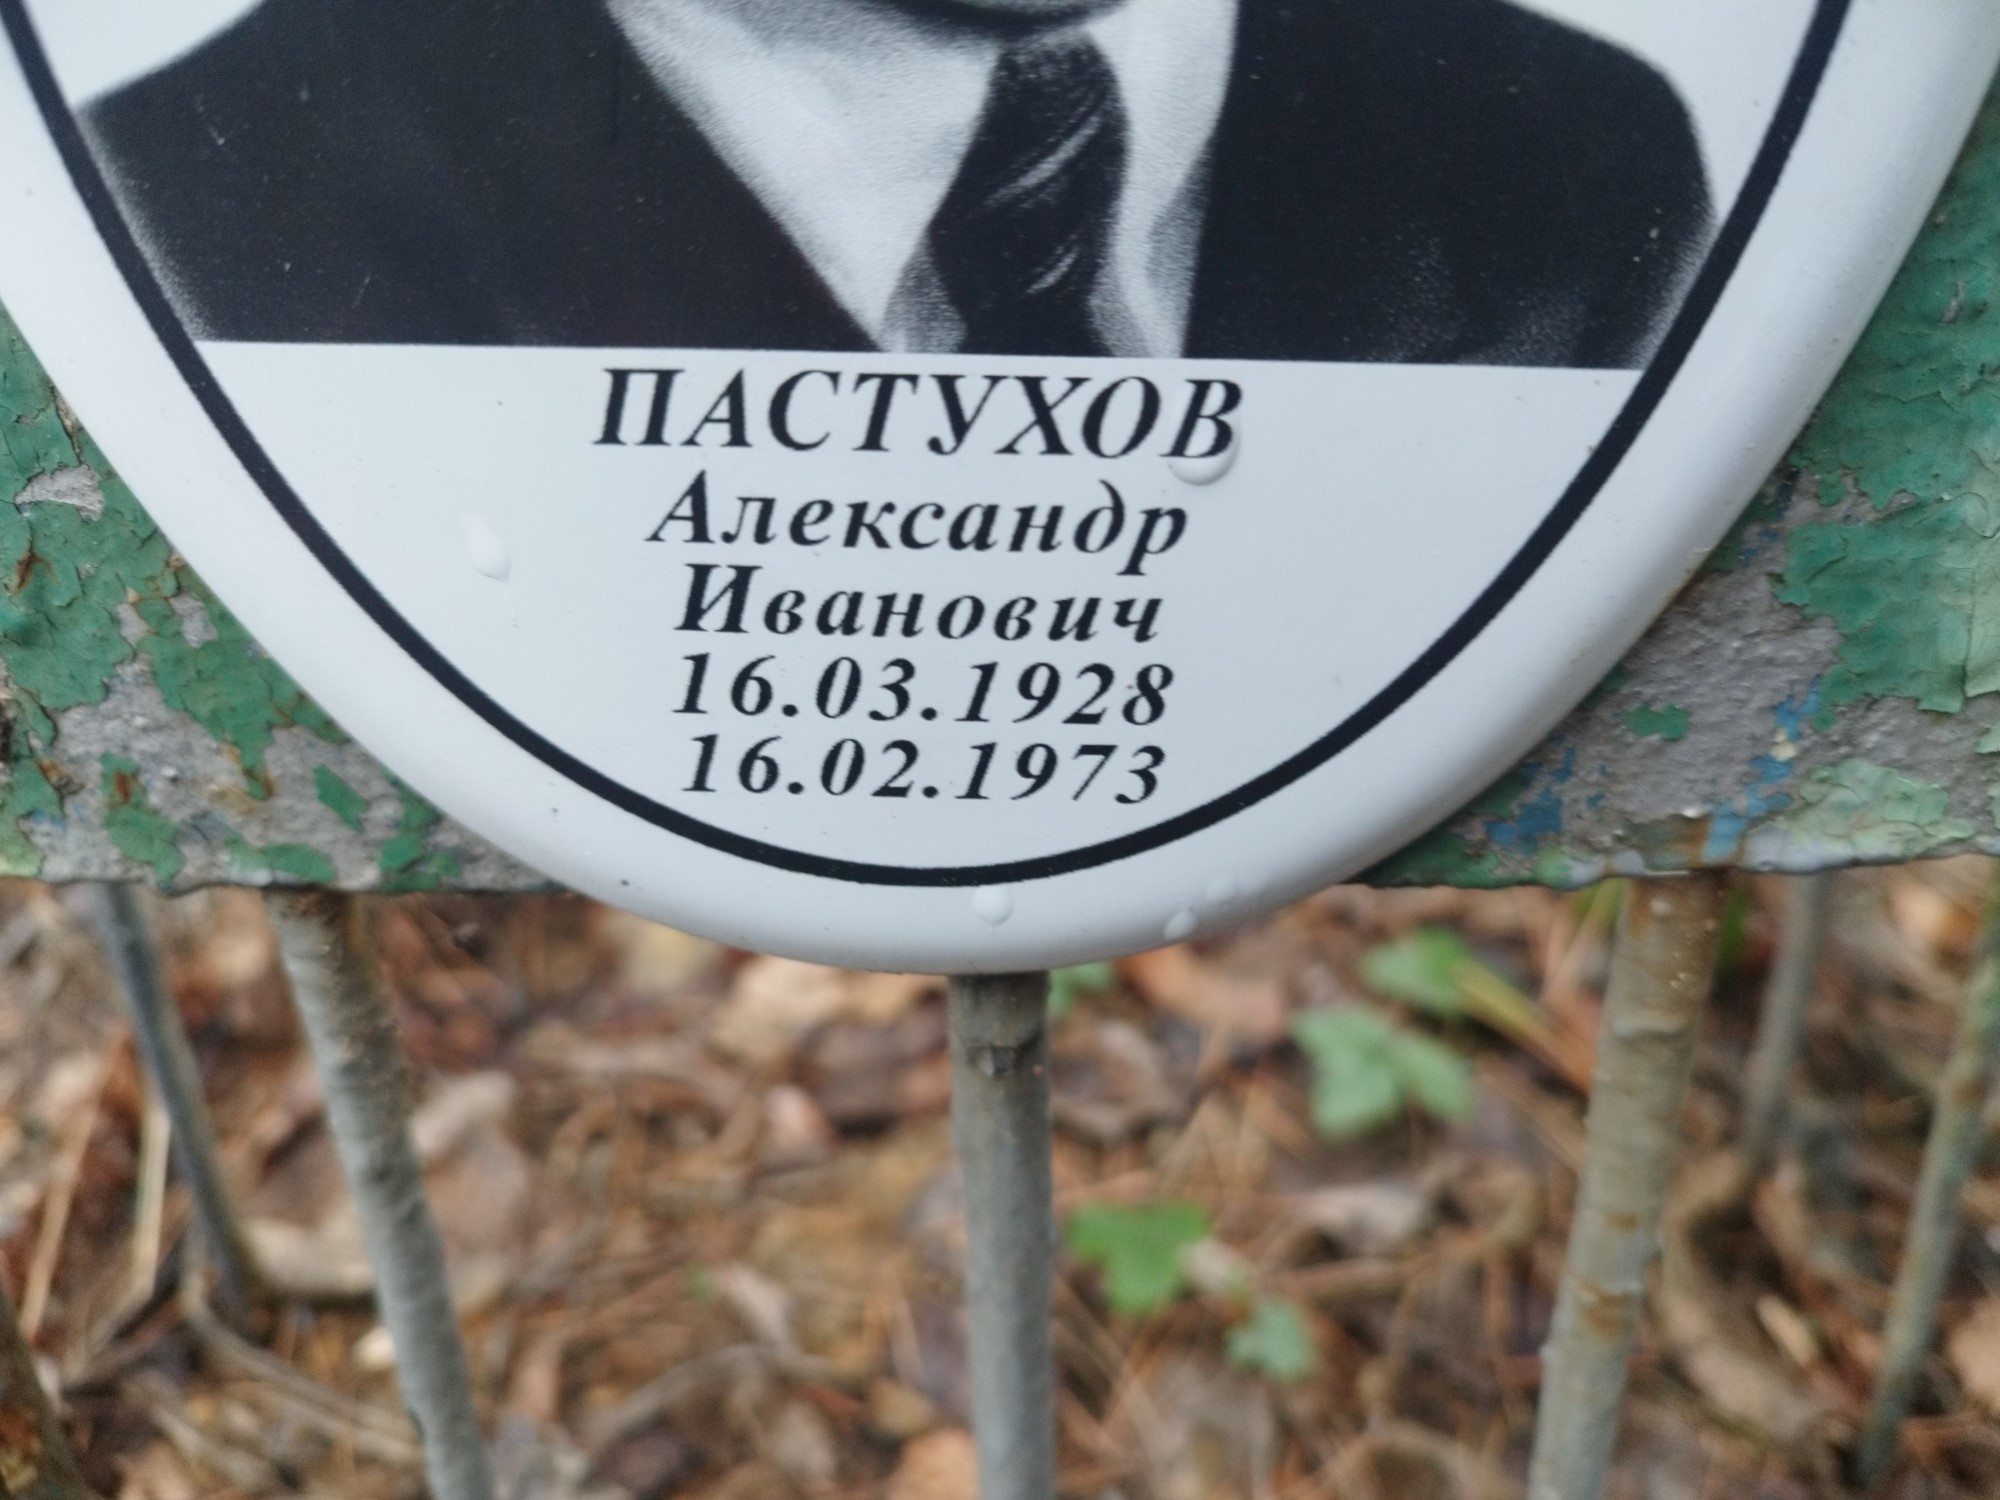 ПАСТУХОВ
Александр
Иванович
16.03.1928
16.02.1973